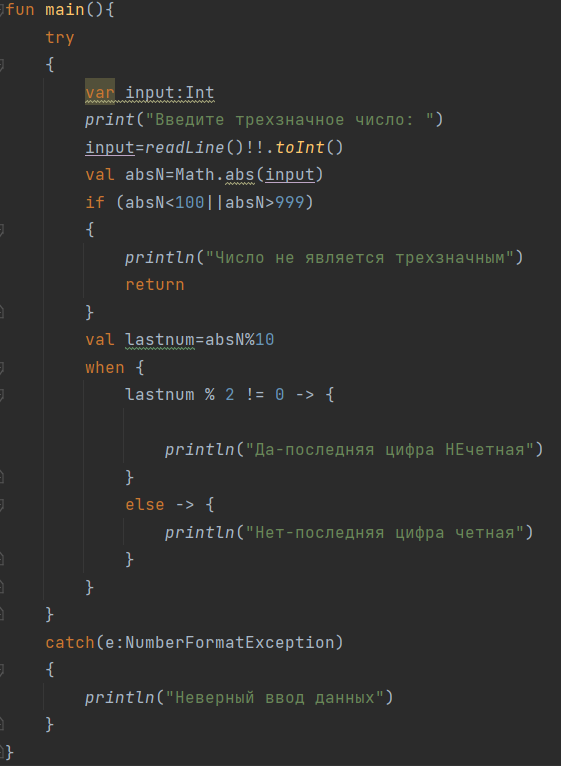 fun main(){
try
{
var input:Int
print("Введите трехзначное число: ")
input=readLine()!!.toInt()
val absN=Math.abs(input)
if (absN<100||absN>999)
{
println("Число не является трехзначным")
return
}
val lastnum=absN%10
when {
lastnum % 2 != 0 -> {
println("Да-последняя цифра НЕчетная")
}
else -> {
println("Нет-последняя цифра четная")
}
}
}
catch(e:NumberFormatException)
{
println("Неверный ввод данных")
}
}